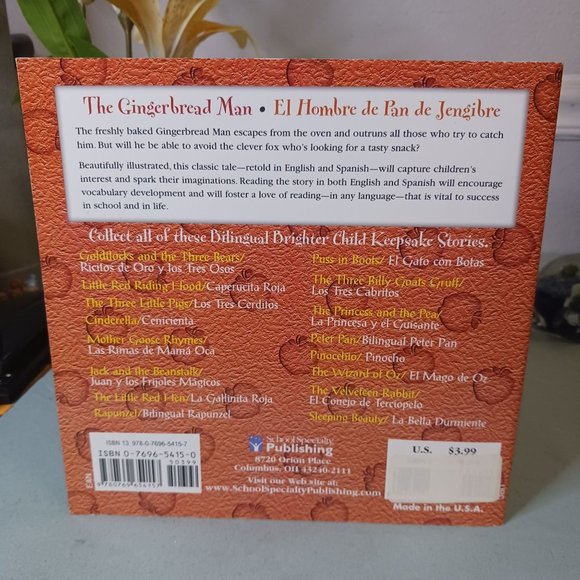 The Gingerbread Man • El Hombre de Pan de Jengibre
The freshly baked Gingerbread Man escapes from the oven and outruns all those who try to catch
him. But will he be able to avoid the clever fox who's looking for a tasty snack?
Beautifully illustrated, this classic tale—retold in English and Spanish—will capture children's
interest and spark their imaginations. Reading the story in both English and Spanish will encourage
vocabulary development and will foster a love of reading—in any language—that is vital to success
in school and in life.
Collect all of these Bilingual Brighter Child Keepsake Stories.
Goldilocks and the Three Bears/
Ricitos de Oro y los Tres Osos
Little Red Riding Hood/Caperucita Roja
The Three Little Pigs/Los Tres Cerditos
Cinderella/Cenicienta
Mother Goose Rhymes/
Las Rimas de Mamá Oca
Jack and the Beanstalk/
Juan y los Frijoles Mágicos
The Little Red Hen/La Gallinita Roja
Rapunzel/Bilingual Rapunzel
Puss in Boots/El Gato con Botas
The Three Billy Goats Gruff/
Los Tres Cabritos
The Princess and the Pea/
La Princesa y el Guisante
Peter Pan/Bilingual Peter Pan
Pinocchio/Pinocho
The Wizard of Oz/El Mago de Oz
The Velveteen Rabbit/
El Conejo de Terciopelo
Sleeping Beauty/La Bella Durmiente
ISBN 13 978-0-7696-5415-7
ISBN 0-7696-5415-0
50399
EAN
9780769654157
School Specialty
Publishing
8720 Orion Place
Columbus, OH 43240-2111
Visit our Web site at:
www.SchoolSpecialtyPublishing.com
U.S. $3.99
Made in the U.S.A.